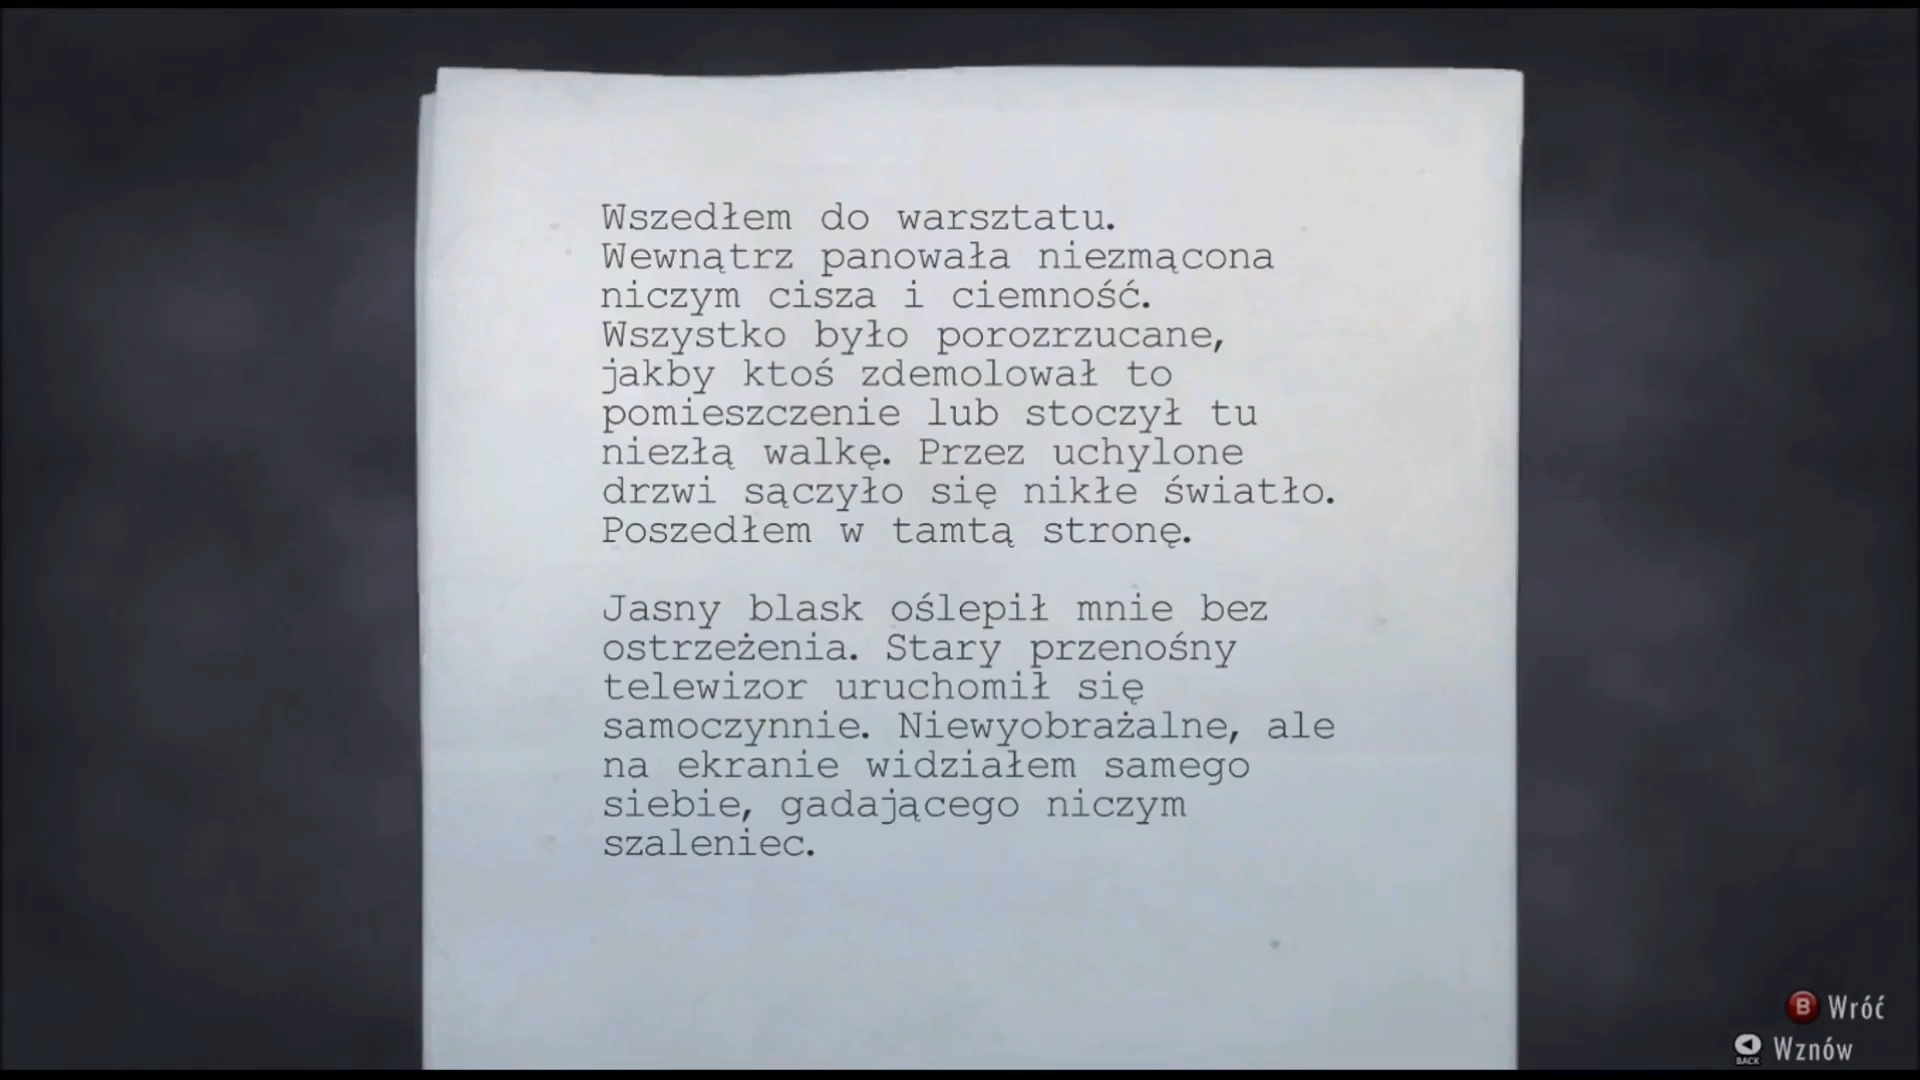 Wszedłem do warsztatu.
Wewnątrz panowała niezmącona
niczym cisza i ciemność.
Wszystko było porozrzucane,
jakby ktoś zdemolował to
pomieszczenie lub stoczył tu
niezłą walkę. Przez uchylone
drzwi sączyło się nikłe światło.
Poszedłem w tamtą stronę.
Jasny blask oślepił mnie bez
ostrzeżenia. Stary przenośny
telewizor uruchomił się
samoczynnie. Niewyobrażalne, ale
na ekranie widziałem samego
siebie, gadającego niczym
szaleniec.
B Wróć
BACK Wznów